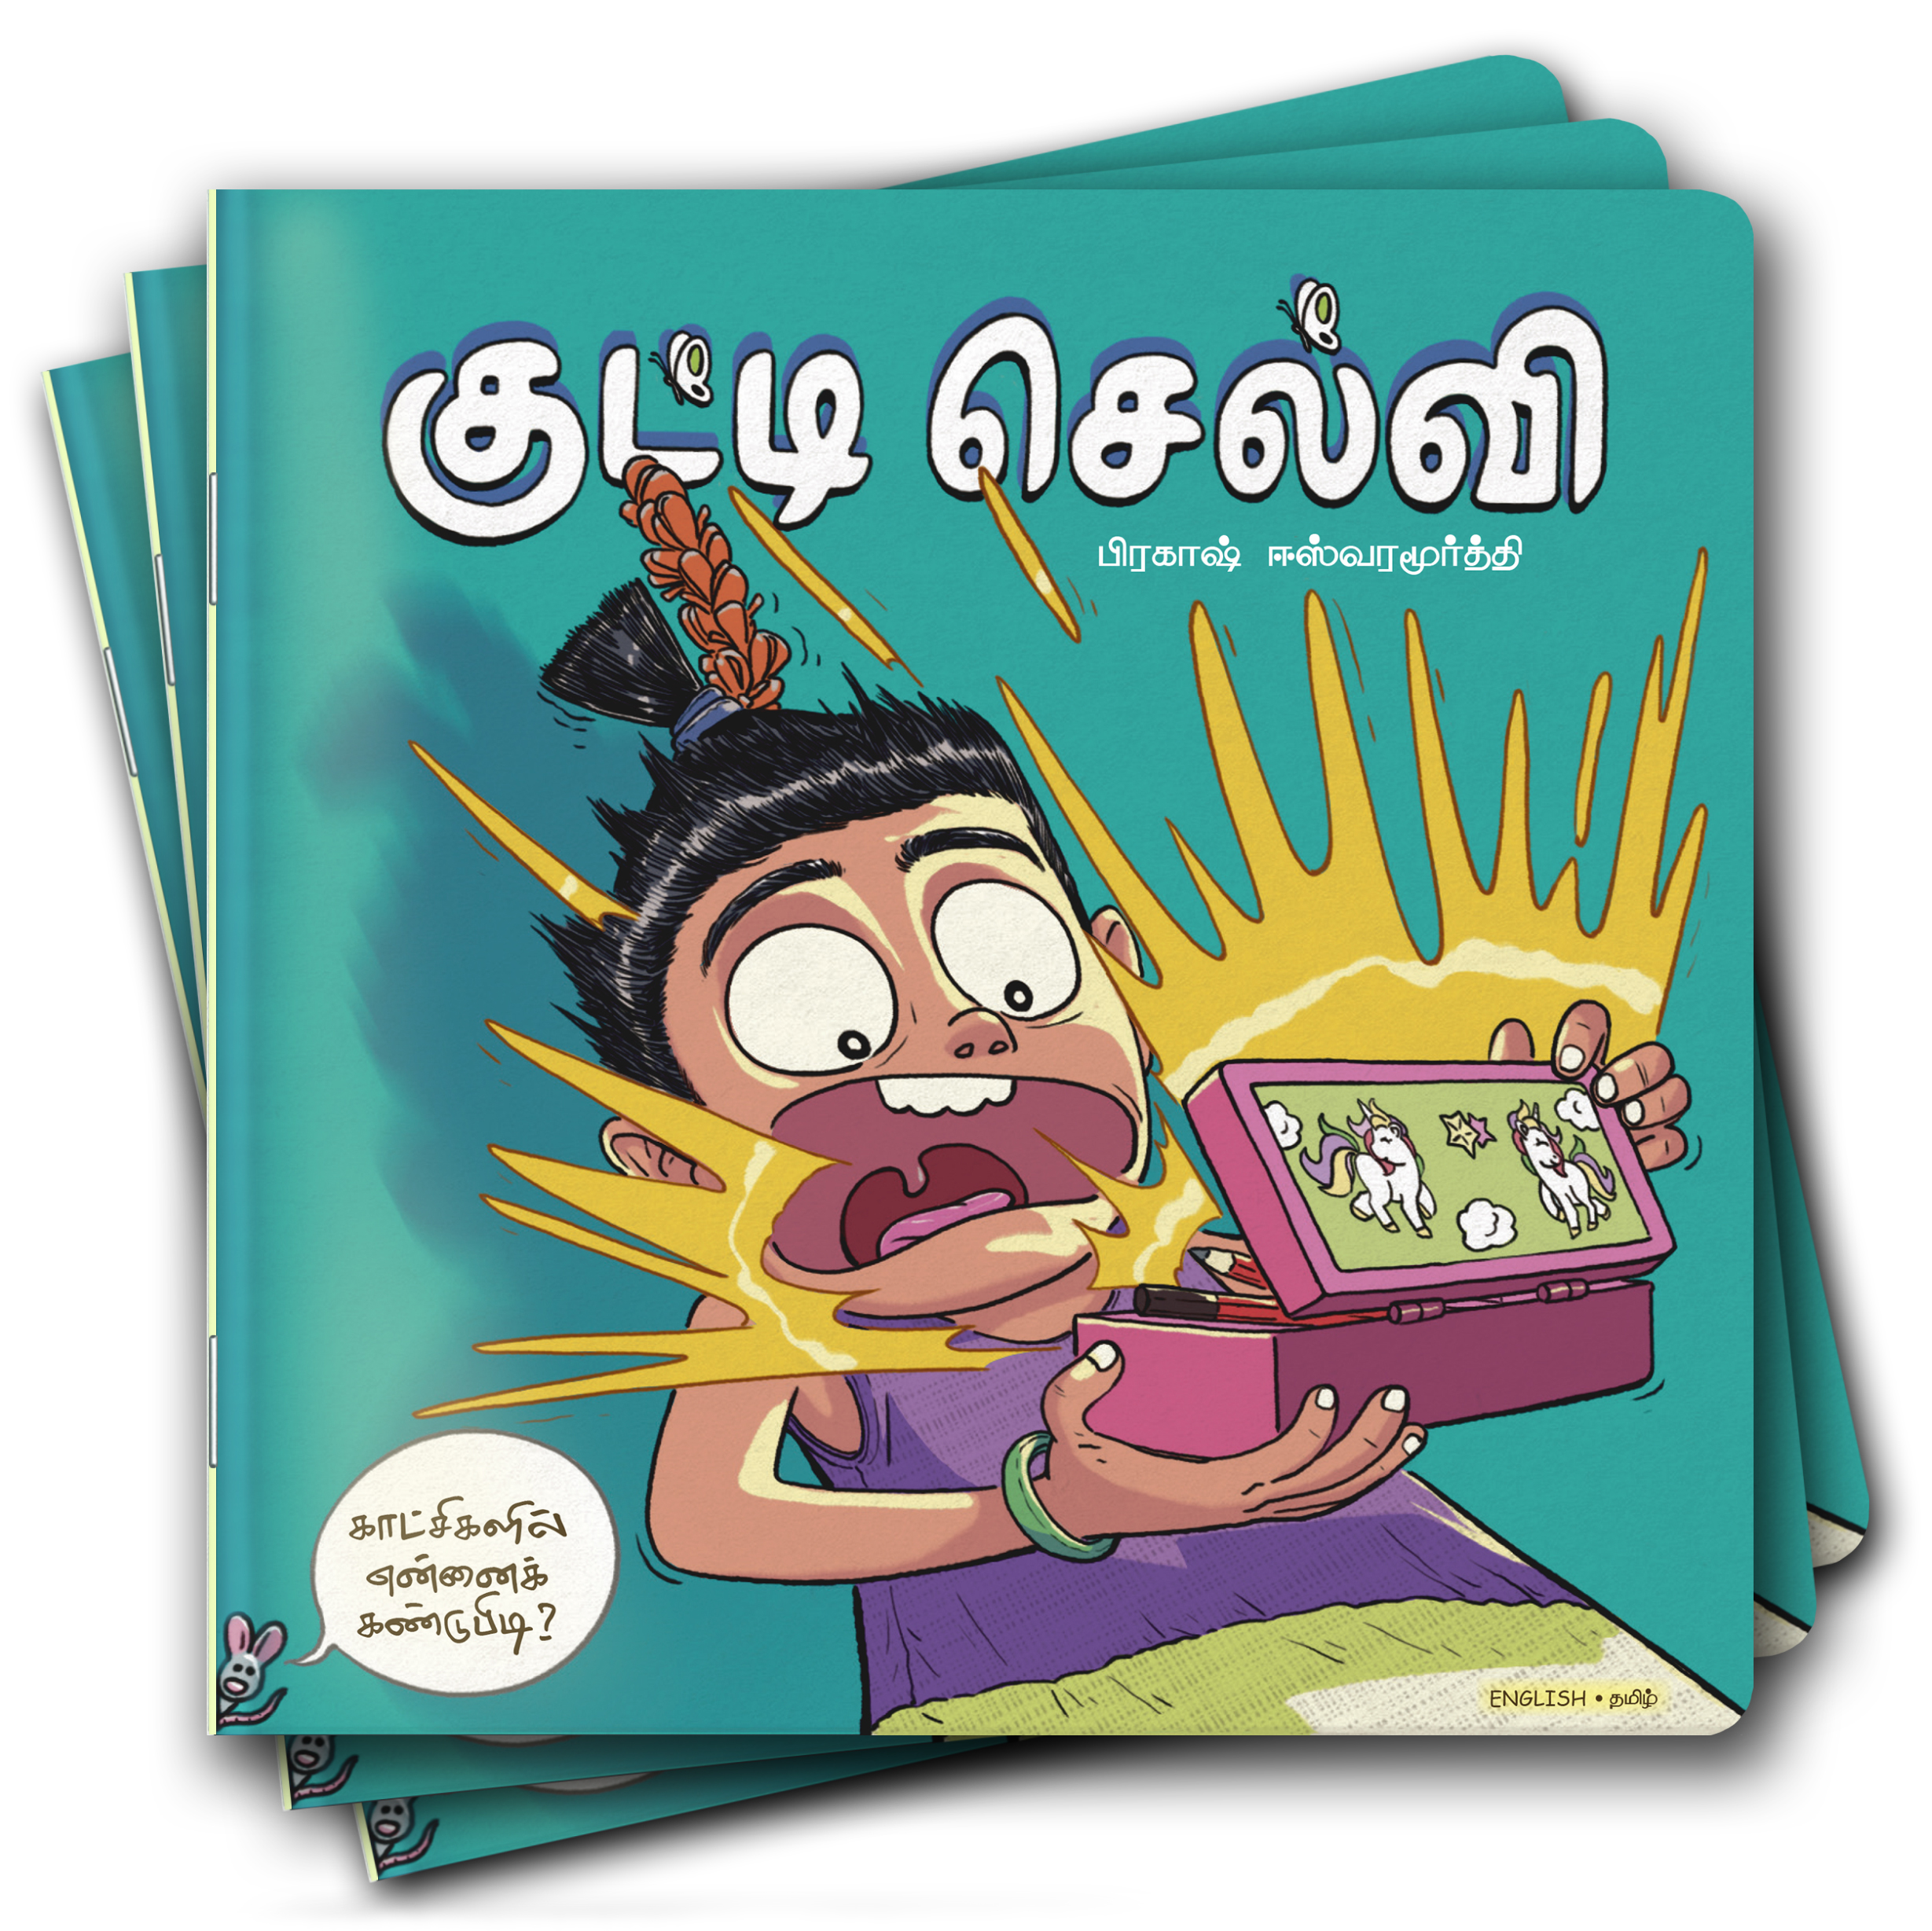 குட்டி செல்வி
பிரகாஷ் ஈஸ்வரமூர்த்தி
காட்சிகளில்
என்னைக்
கண்டுபிடி?
ENGLISH • தமிழ்